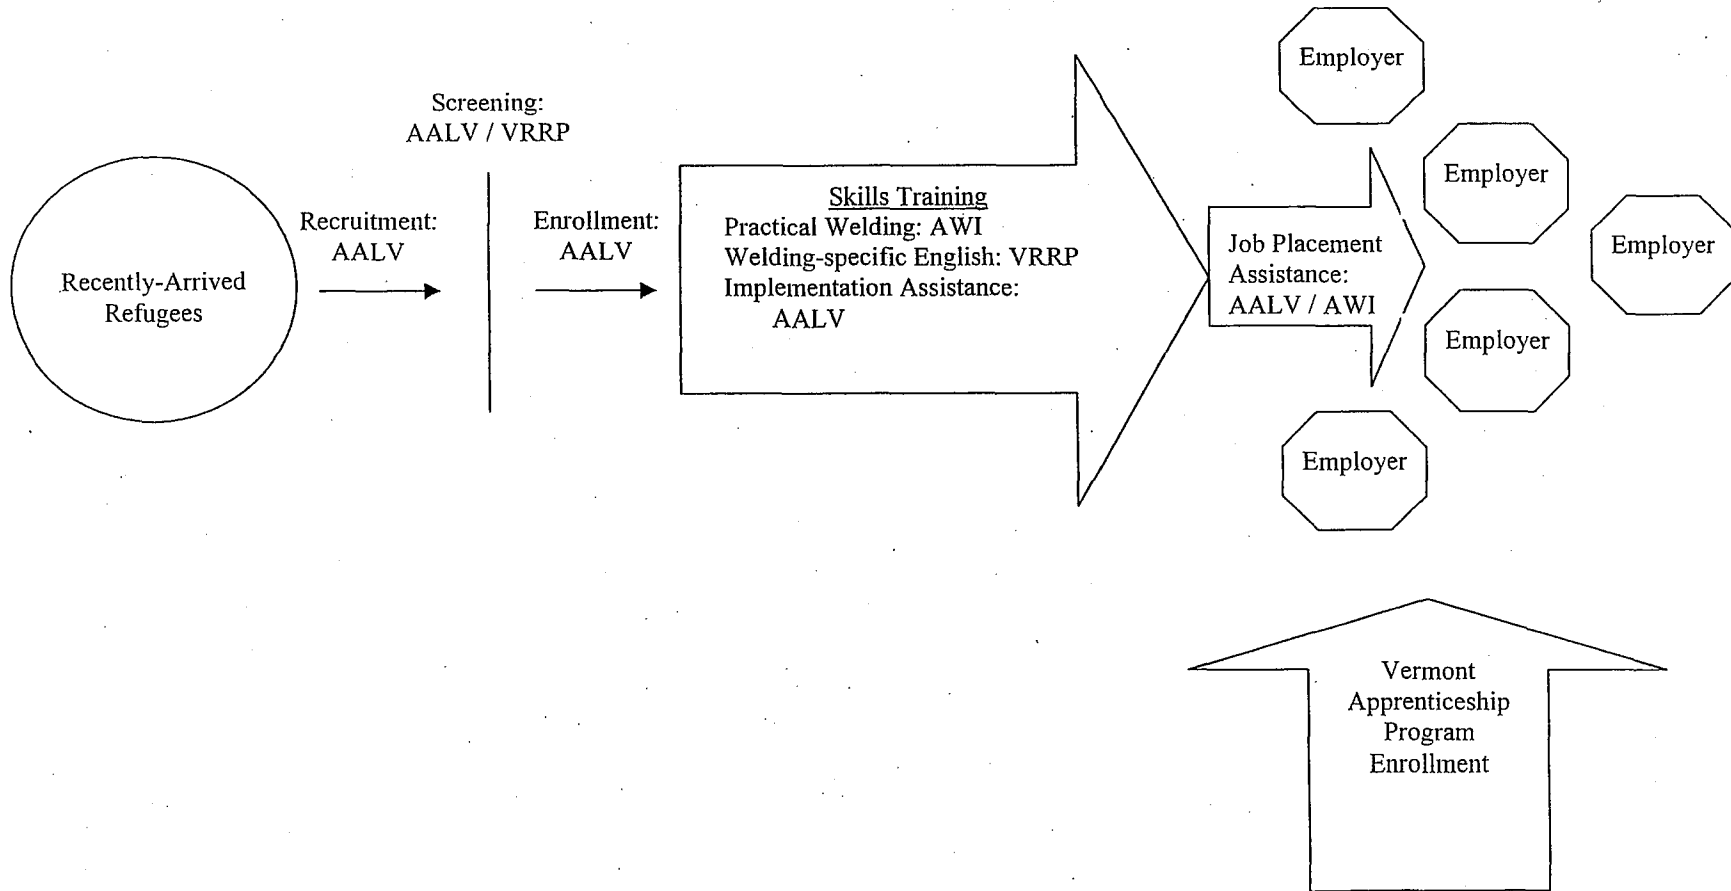 Screening:
AALV / VRRP
Recently-Arrived
Refugees
Recruitment:
AALV
Enrollment:
AALV
Skills Training
Practical Welding: AWI
Welding-specific English: VRRP
Implementation Assistance:
AALV
Job Placement
Assistance:
AALV / AWI
Employer
Employer
Employer
Employer
Employer
Vermont
Apprenticeship
Program
Enrollment